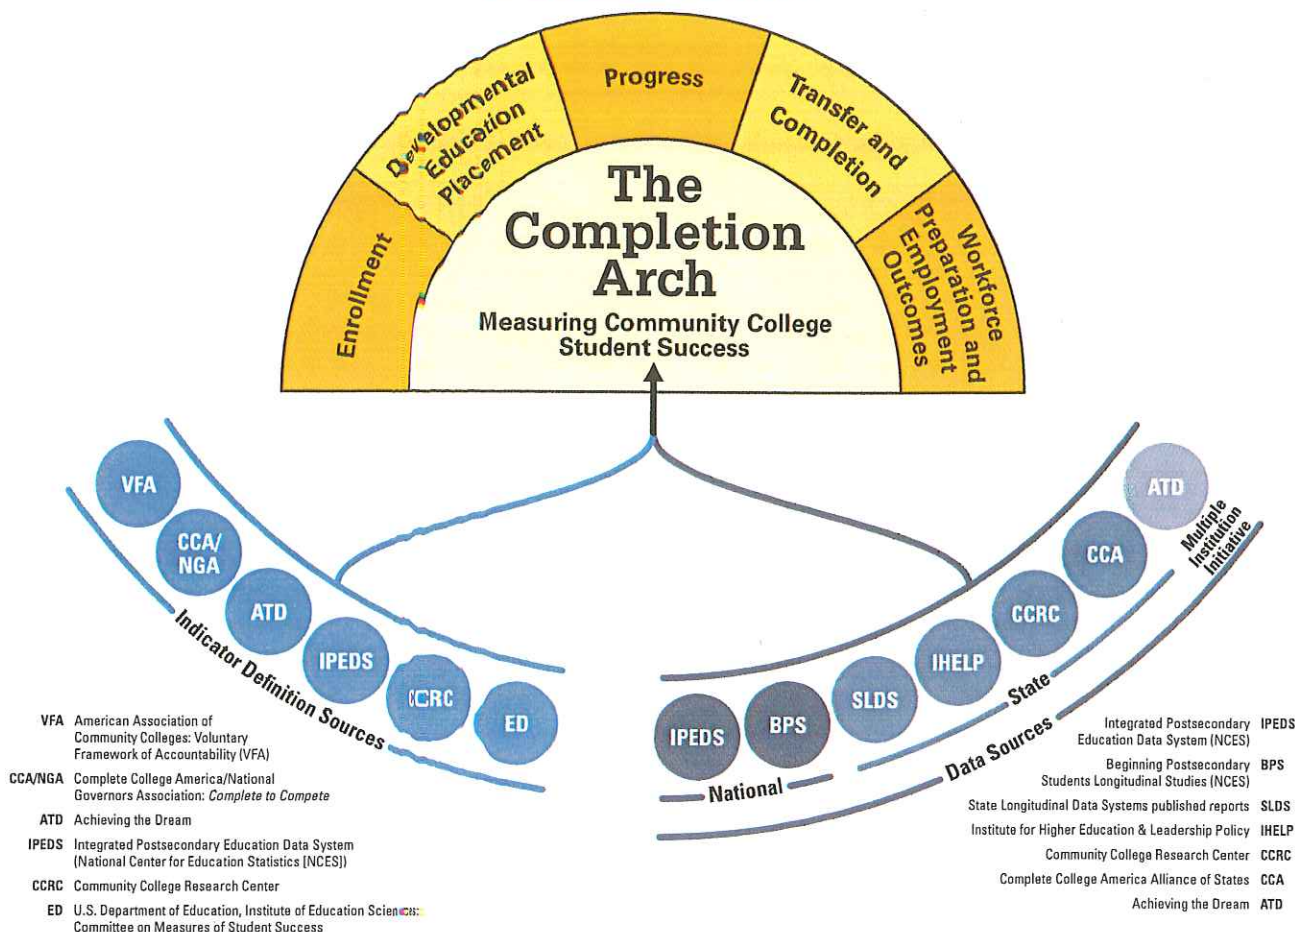 Enrollment
Developmental
Education
Placement
Progress
Transfer and
Completion
Workforce
Preparation and
Employment
Outcomes
The
Completion
Arch
Measuring Community College
Student Success
VFA
CCA/
NGA
ATD
IPEDS
CCRC
ED
Indicator Definition Sources
IPEDS
BPS
SLDS
IHELP
CCRC
CCA
ATD
National
State
Multiple
Institution
Initiative
Data Sources
VFA American Association of
Community Colleges: Voluntary
Framework of Accountability (VFA)
CCA/NGA Complete College America/National
Governors Association: Complete to Compete
ATD Achieving the Dream
IPEDS Integrated Postsecondary Education Data System
(National Center for Education Statistics [NCES])
CCRC Community College Research Center
ED U.S. Department of Education, Institute of Education Sciences:
Committee on Measures of Student Success
Integrated Postsecondary IPEDS
Education Data System (NCES)
Beginning Postsecondary BPS
Students Longitudinal Studies (NCES)
State Longitudinal Data Systems published reports SLDS
Institute for Higher Education & Leadership Policy IHELP
Community College Research Center CCRC
Complete College America Alliance of States CCA
Achieving the Dream ATD